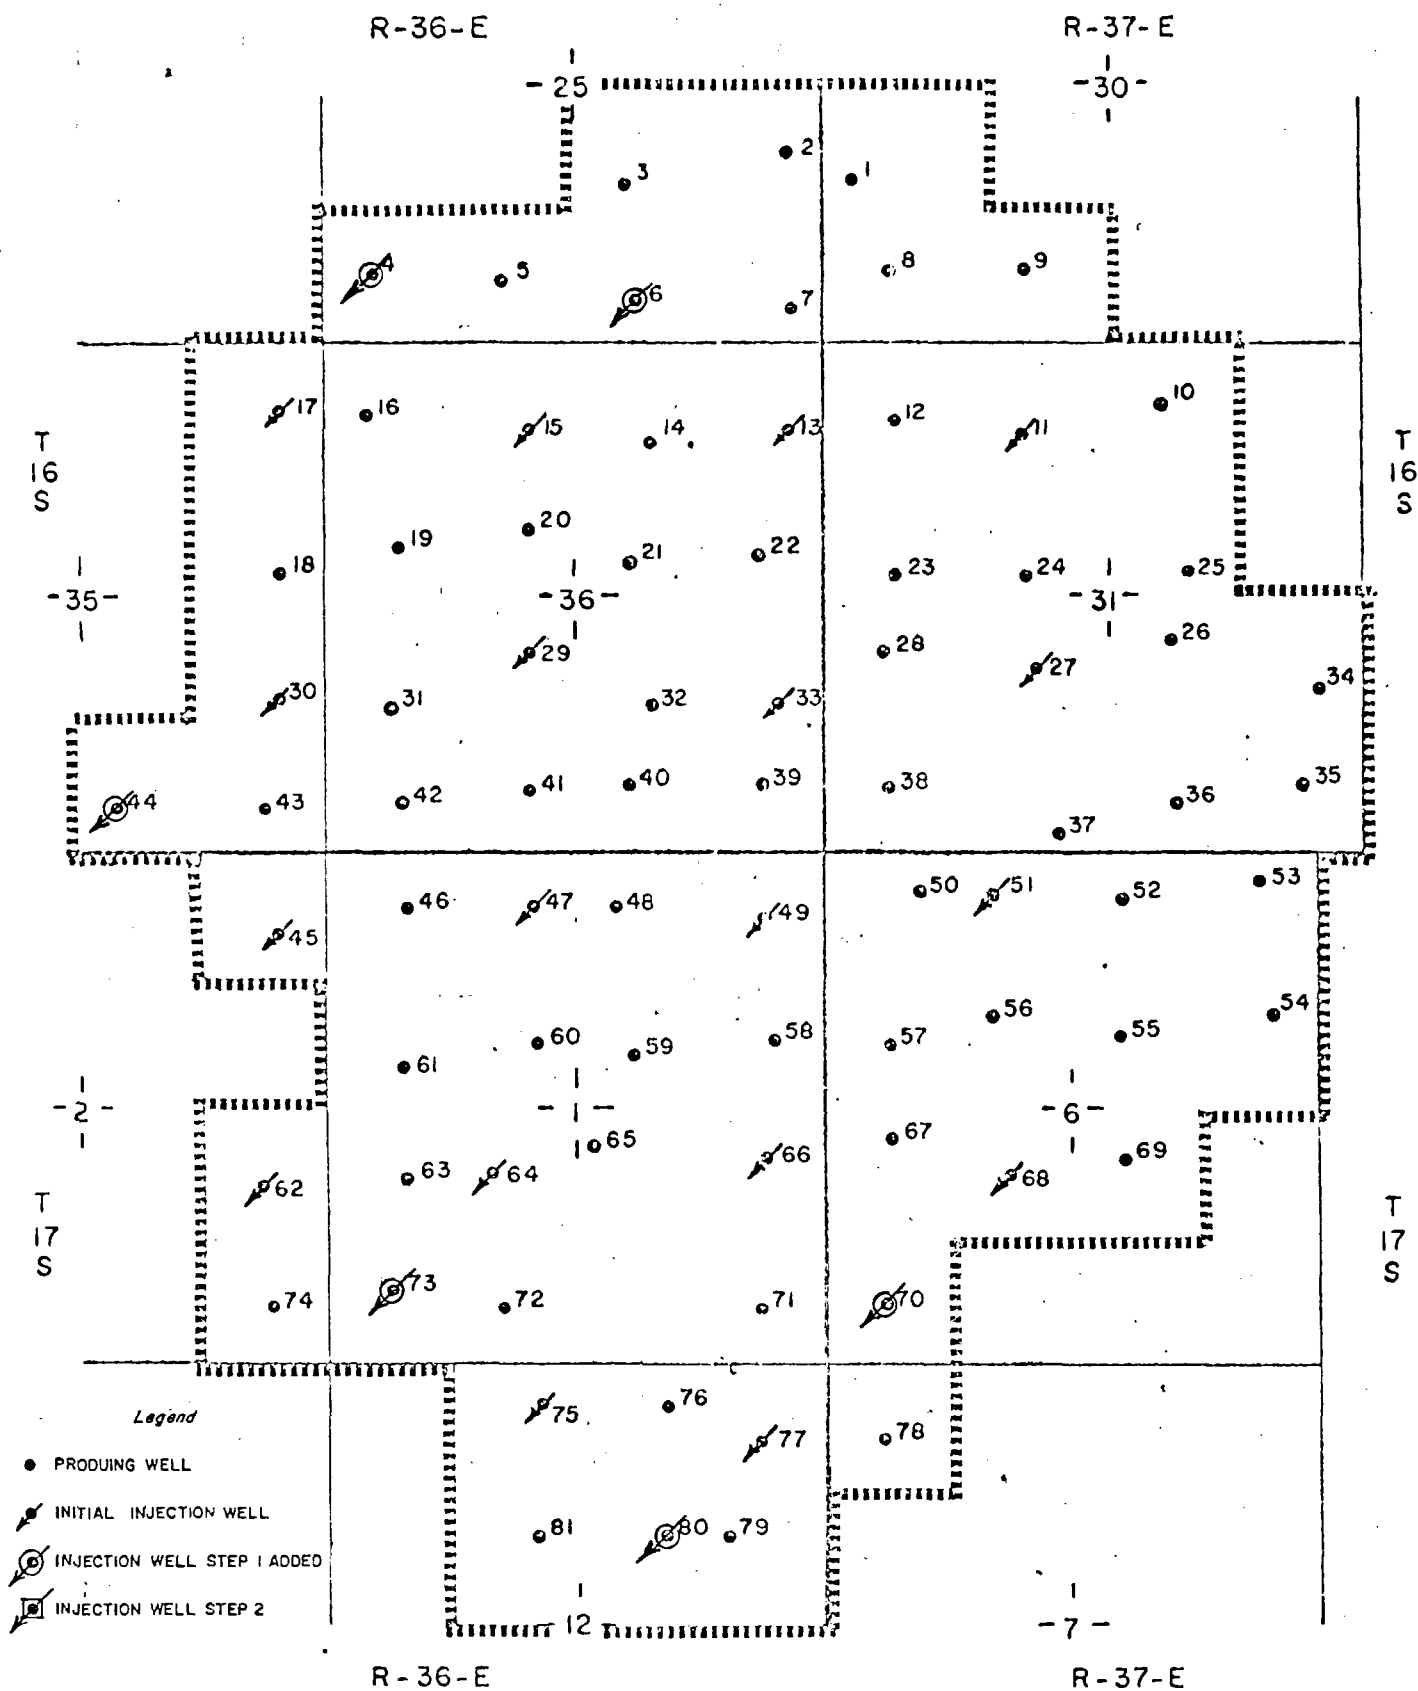 R-36-E R-37-E
-25 -30-
2
3 1
4 5 6 7 8 9
10
17 16 15 14 13 12 11
T
16
S
T
16
S
20
19 21 22
18 23 24 25
-35- -36- -31-
26
29 28 27
30 31 32 33 34
44 43 42 41 40 39 38 36 35
37
50 51 52 53
46 47 48 49
45
54
60 59 58 57 56 55
61
-2- -1- -6-
65 67
66 69
62 63 64 68
T
17
S
T
17
S
74 73 72 71 70
Legend
PRODUING WELL
INITIAL INJECTION WELL
INJECTION WELL STEP 1 ADDED
INJECTION WELL STEP 2
75 76
77 78
81 80 79
12 -7-
R-36-E R-37-E